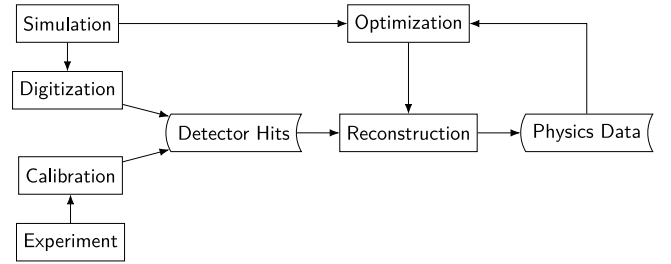 Simulation
Optimization
Digitization
Detector Hits
Reconstruction
Physics Data
Calibration
Experiment